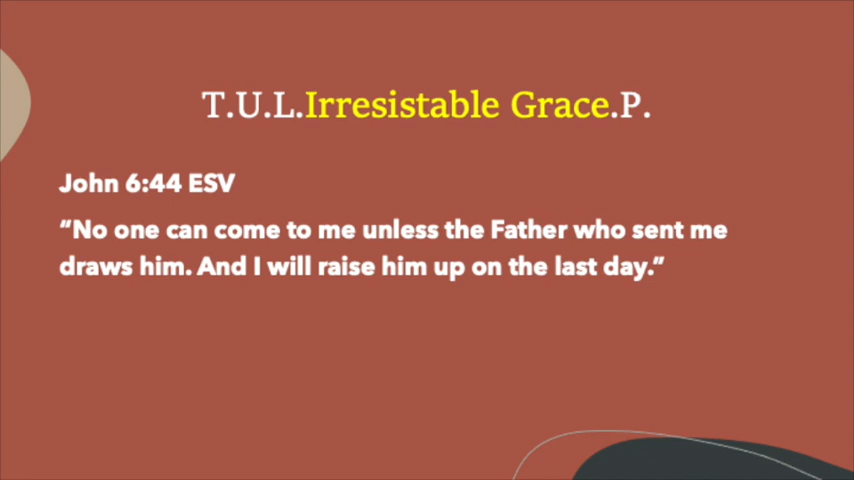 T.U.L.Irresistable Grace.P.
John 6:44 ESV
“No one can come to me unless the Father who sent me
draws him. And I will raise him up on the last day.”